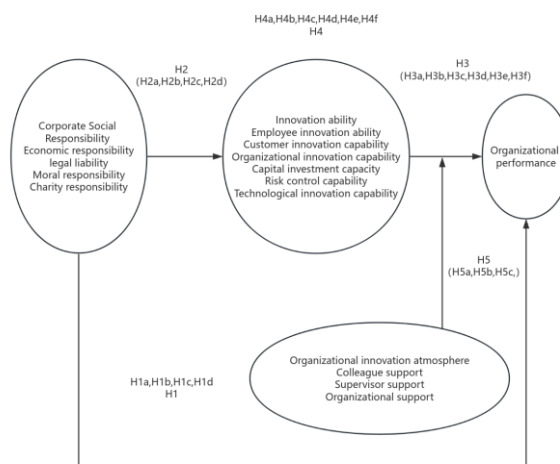 H4a,H4b,H4c,H4d,H4e,H4f
H4
H2
(H2a,H2b,H2c,H2d)
H3
(H3a,H3b,H3c,H3d,H3e,H3f)
Corporate Social
Responsibility
Economic responsibility
legal liability
Moral responsibility
Charity responsibility
Innovation ability
Employee innovation ability
Customer innovation capability
Organizational innovation capability
Capital investment capacity
Risk control capability
Technological innovation capability
Organizational
performance
H5
(H5a,H5b,H5c,)
Organizational innovation atmosphere
Colleague support
Supervisor support
Organizational support
H1a,H1b,H1c,H1d
H1